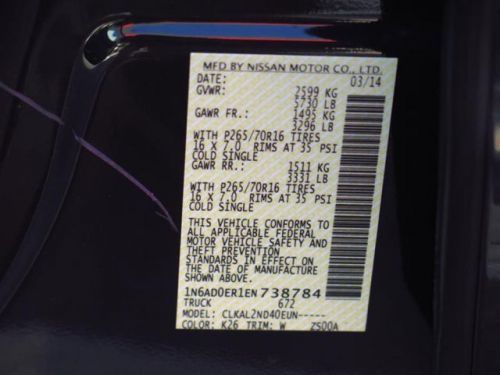 MFD BY NISSAN MOTOR CO., LTD.
DATE: 03/14
GVWR: 2599 KG
5730 LB
GAWR FR.: 1495 KG
3296 LB
WITH P265/70R16 TIRES
16 X 7.0 RIMS AT 35 PSI
COLD SINGLE
GAWR RR.: 1511 KG
3331 LB
WITH P265/70R16 TIRES
16 X 7.0 RIMS AT 35 PSI
COLD SINGLE
THIS VEHICLE CONFORMS TO
ALL APPLICABLE FEDERAL
MOTOR VEHICLE SAFETY AND
THEFT PREVENTION
STANDARDS IN EFFECT ON
THE DATE OF MANUFACTURE
SHOWN ABOVE.
1N6AD0ER1EN738784
TRUCK 672
MODEL: CLKAL2ND40EUN-----
COLOR: K26 TRIM: W Z500A